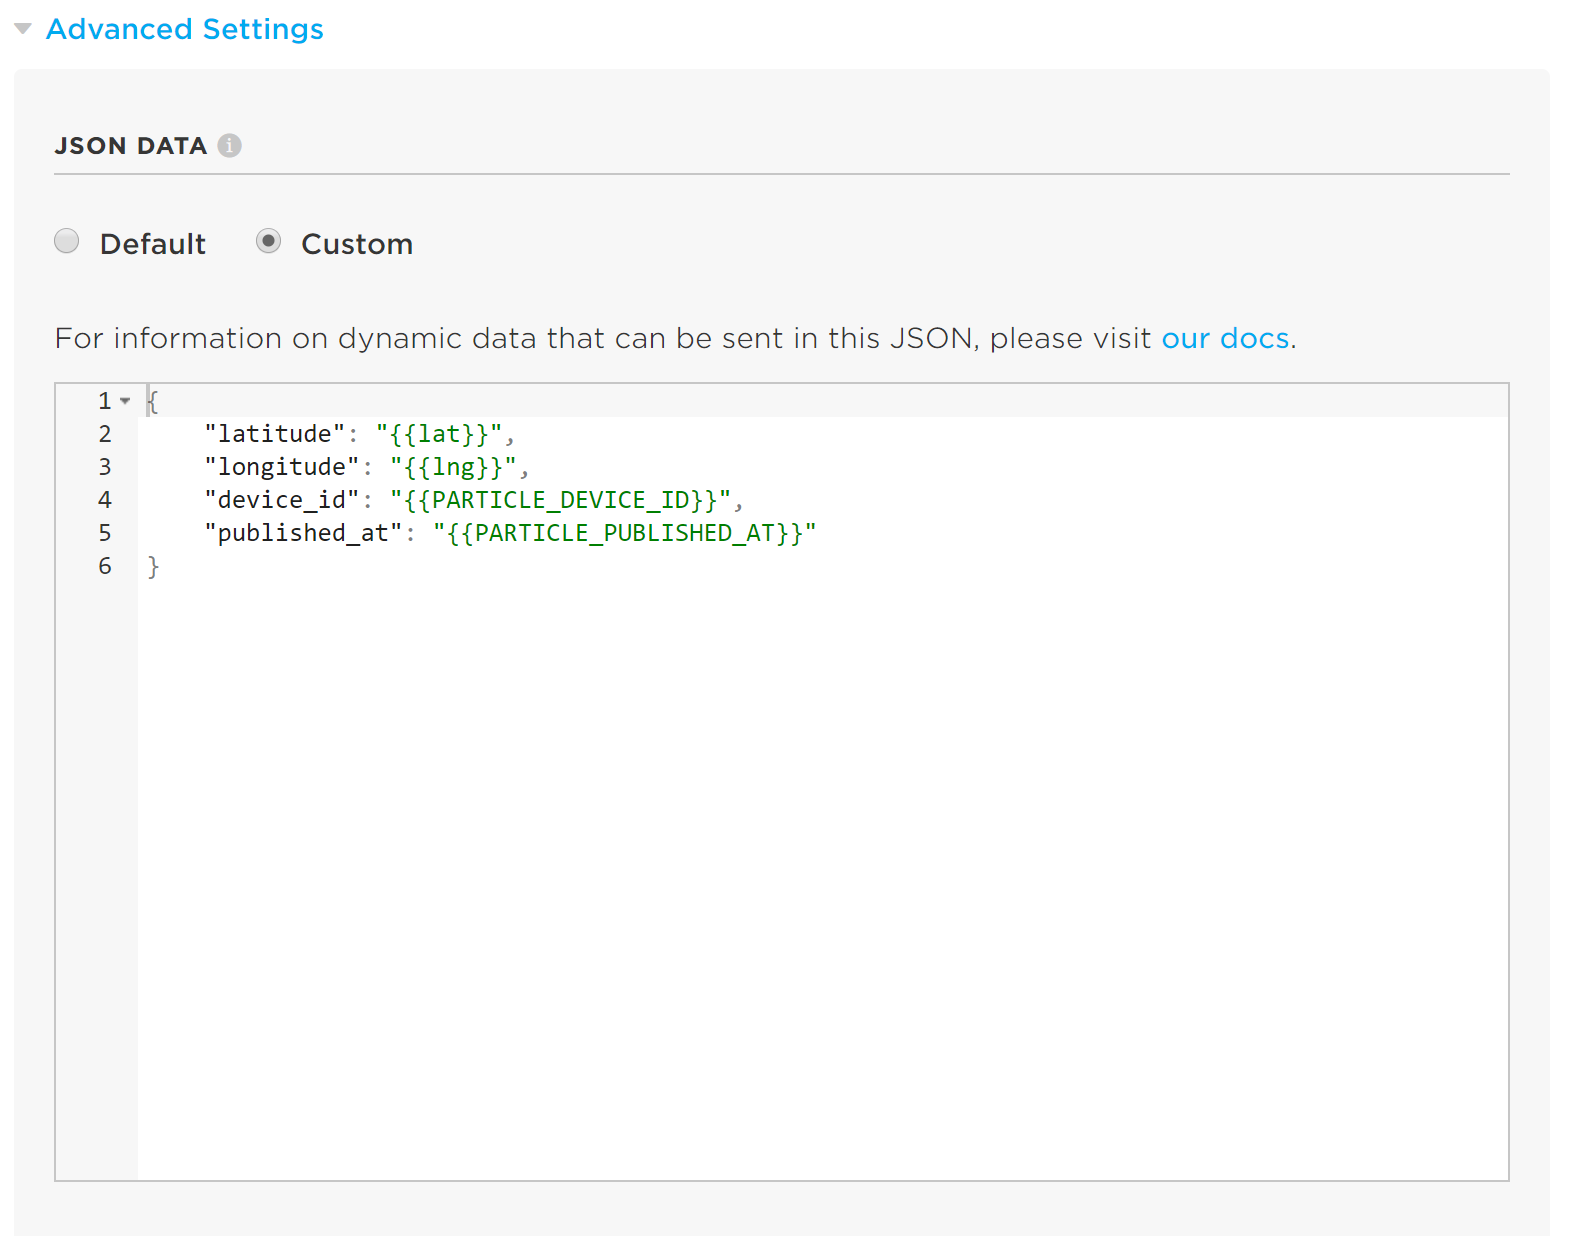 Advanced Settings
JSON DATA i
Default Custom
For information on dynamic data that can be sent in this JSON, please visit our docs.
1 {
2 "latitude": "{{lat}}",
3 "longitude": "{{lng}}",
4 "device_id": "{{PARTICLE_DEVICE_ID}}",
5 "published_at": "{{PARTICLE_PUBLISHED_AT}}"
6 }